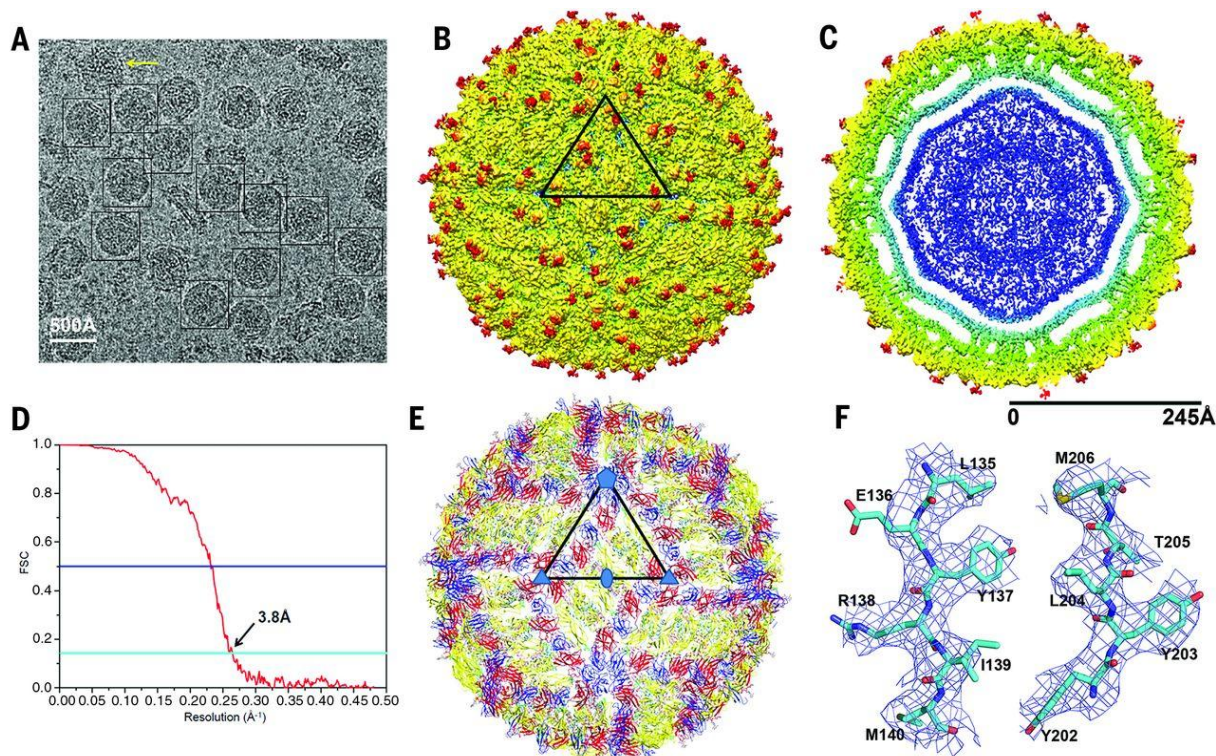 A
B
C
500Å
0 245Å
D
1.0
0.8
0.6
0.4
0.2
0.0
FSC
3.8Å
0.00 0.05 0.10 0.15 0.20 0.25 0.30 0.35 0.40 0.45 0.50
Resolution (Å⁻¹)
E
F
L135
E136
Y137
R138
I139
M140
M206
T205
L204
Y203
Y202